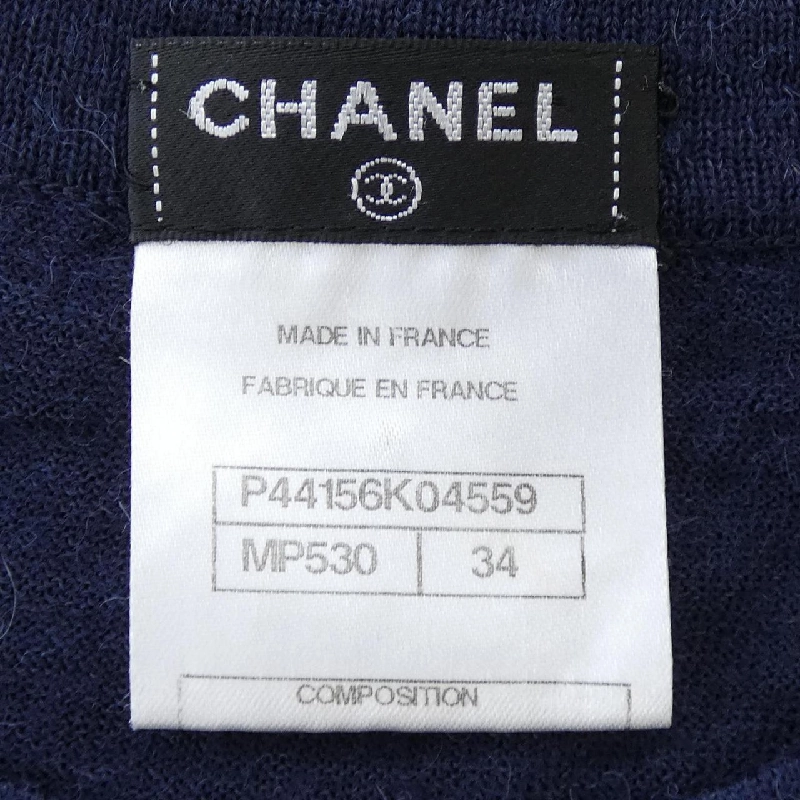 CHANEL
MADE IN FRANCE
FABRIQUE EN FRANCE
P44156K04559
MP530 34
COMPOSITION